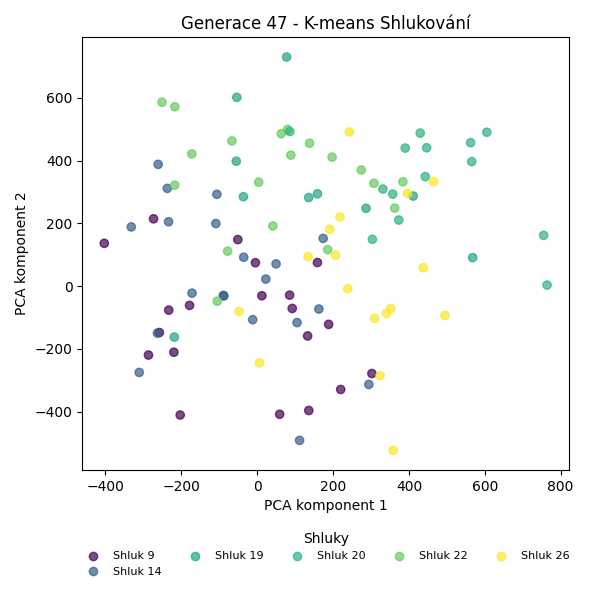 Generace 47 - K-means Shlukování
PCA komponent 2
600
400
200
0
−200
−400
−400 −200 0 200 400 600 800
PCA komponent 1
Shluky
Shluk 9 Shluk 19 Shluk 20 Shluk 22 Shluk 26
Shluk 14